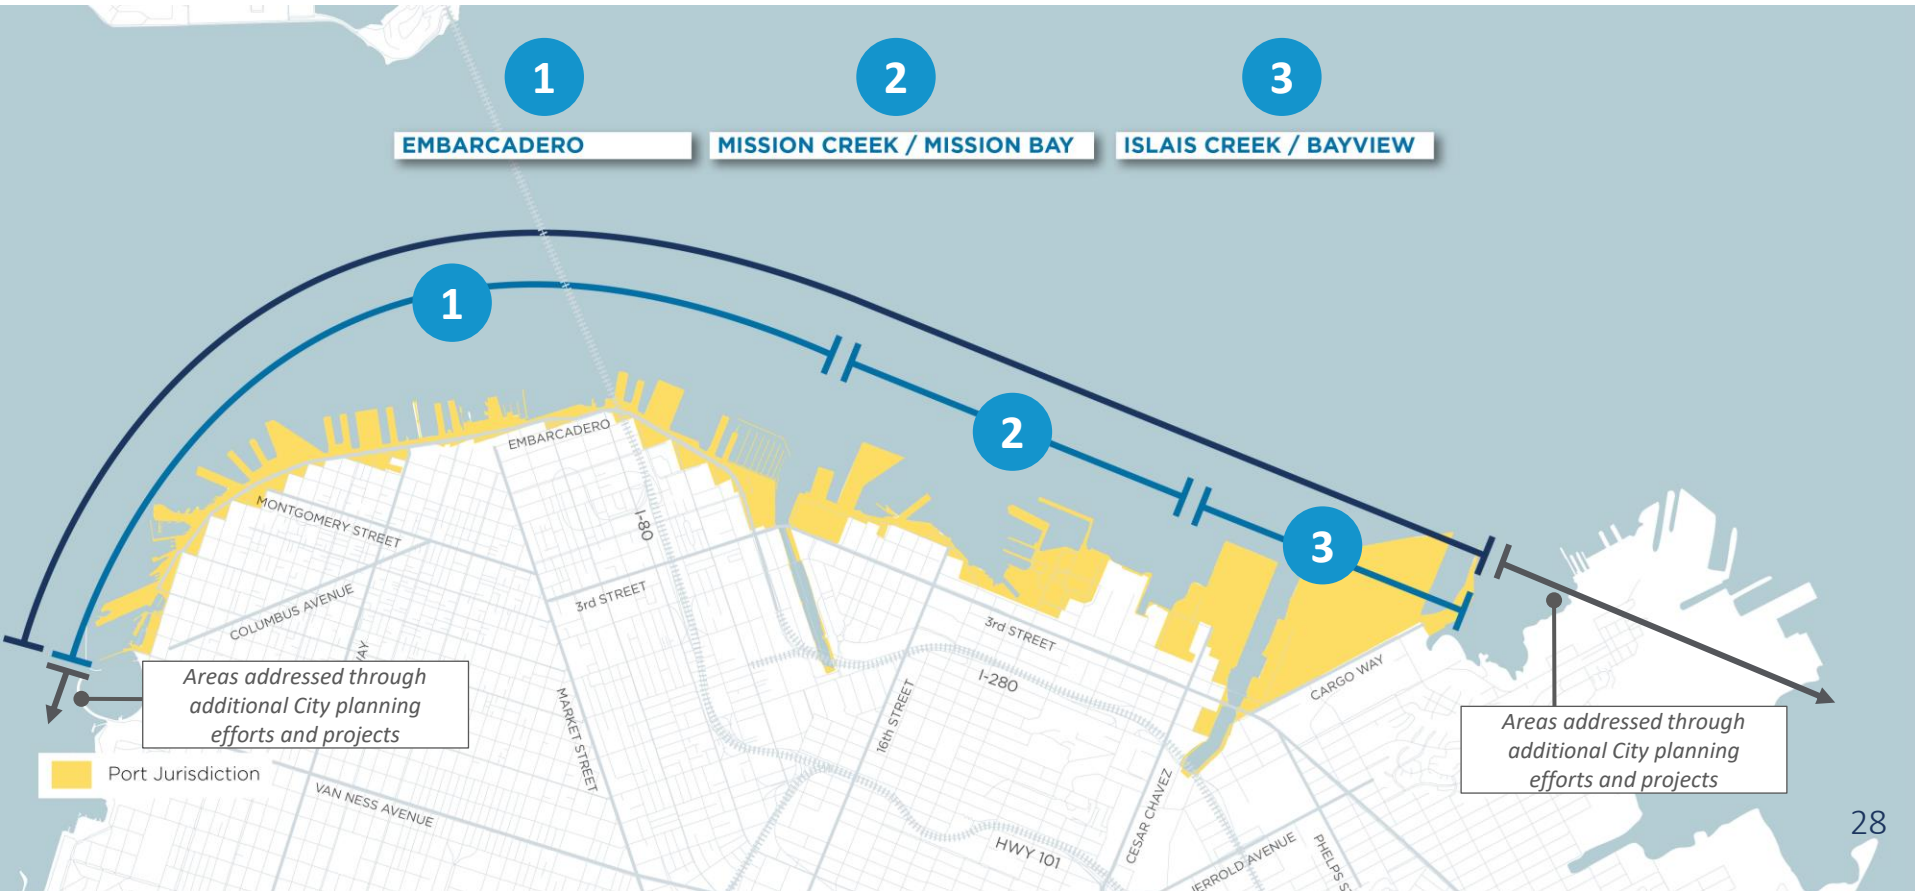 1
2
3
EMBARCADERO
MISSION CREEK / MISSION BAY
ISLAIS CREEK / BAYVIEW
1
2
3
EMBARCADERO
MONTGOMERY STREET
I-80
COLUMBUS AVENUE
3rd STREET
3rd STREET
I-280
CARGO WAY
MARKET STREET
16th STREET
CESAR CHAVEZ
VAN NESS AVENUE
HWY 101
JERROLD AVENUE
PHELPS S
Areas addressed through
additional City planning
efforts and projects
Areas addressed through
additional City planning
efforts and projects
Port Jurisdiction
28